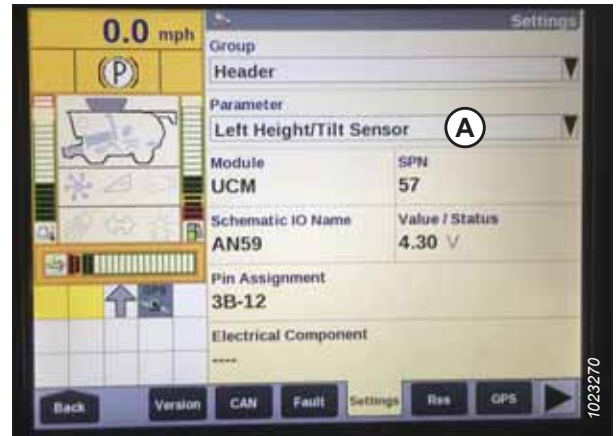 0.0 mph
Settings
(P)
Group
Header
Parameter
Left Height/Tilt Sensor
A
Module
SPN
UCM
57
Schematic IO Name
Value / Status
AN59
4.30 V
Pin Assignment
3B-12
Electrical Component
----
Back
Version
CAN
Fault
Settings
Res
GPS
1023270